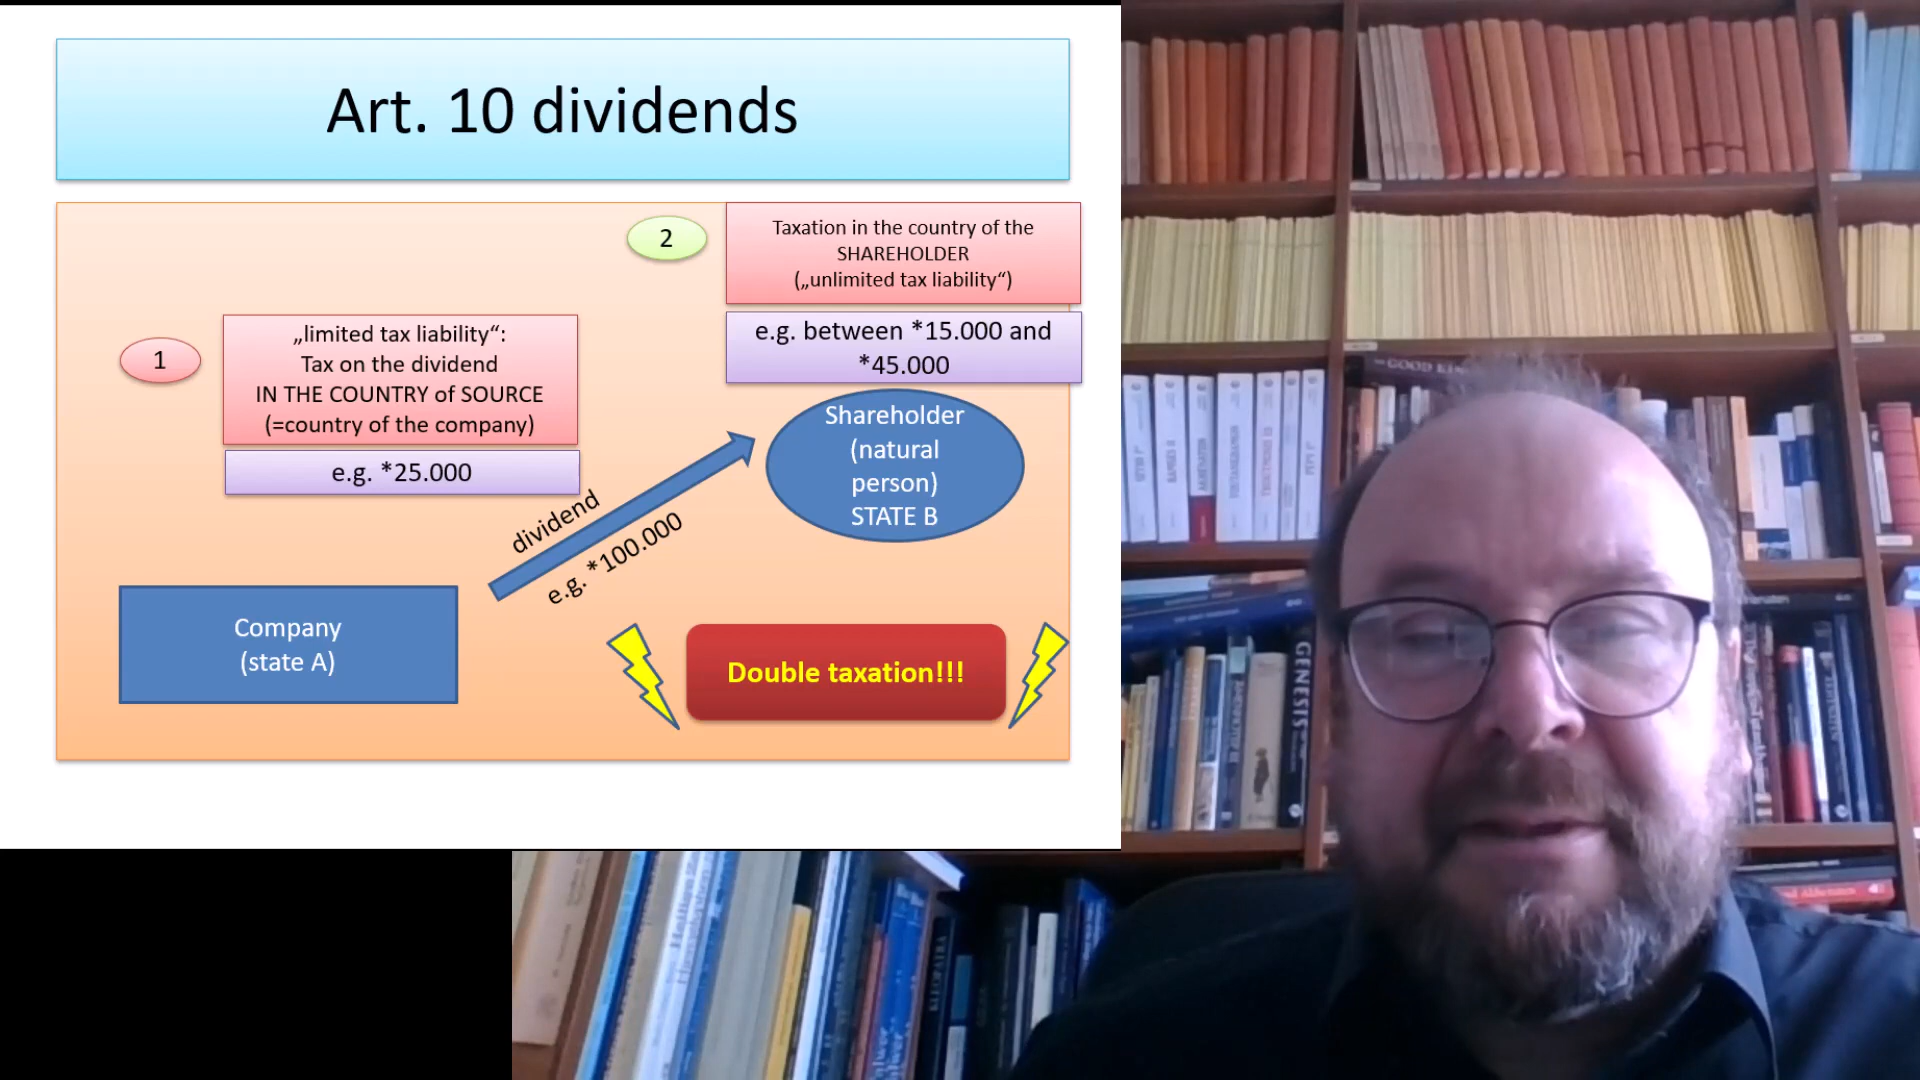 Art. 10 dividends
2
Taxation in the country of the
SHAREHOLDER
(„unlimited tax liability“)
e.g. between *15.000 and
*45.000
1
„limited tax liability“:
Tax on the dividend
IN THE COUNTRY of SOURCE
(=country of the company)
e.g. *25.000
dividend
e.g. *100.000
Shareholder
(natural
person)
STATE B
Company
(state A)
Double taxation!!!
GENESIS
KLEOPATRA